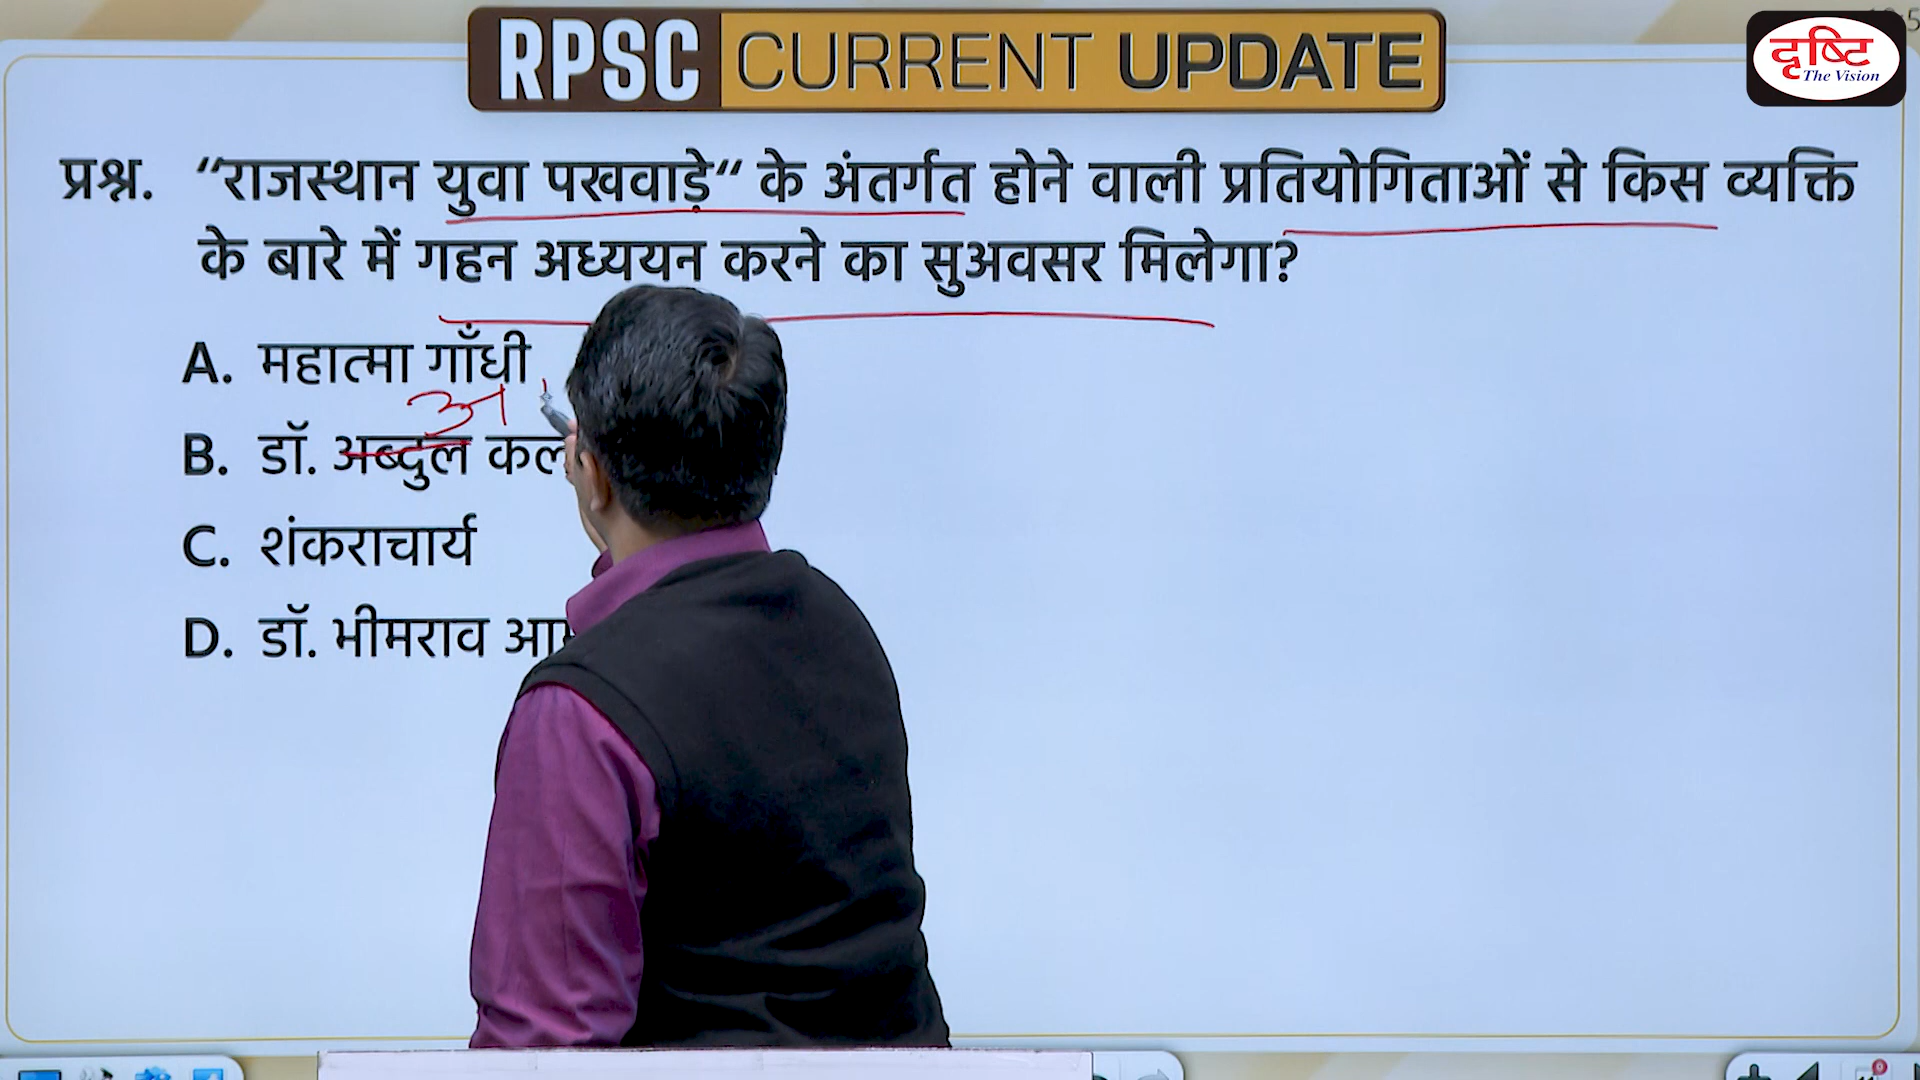 RPSC CURRENT UPDATE
दृष्टि
The Vision
प्रश्न. “राजस्थान युवा पखवाड़े“ के अंतर्गत होने वाली प्रतियोगिताओं से किस व्यक्ति
के बारे में गहन अध्ययन करने का सुअवसर मिलेगा?
A. महात्मा गाँधी
अ
B. डॉ. अब्दुल
C. शंकराचार्य
D. डॉ. भीमराव